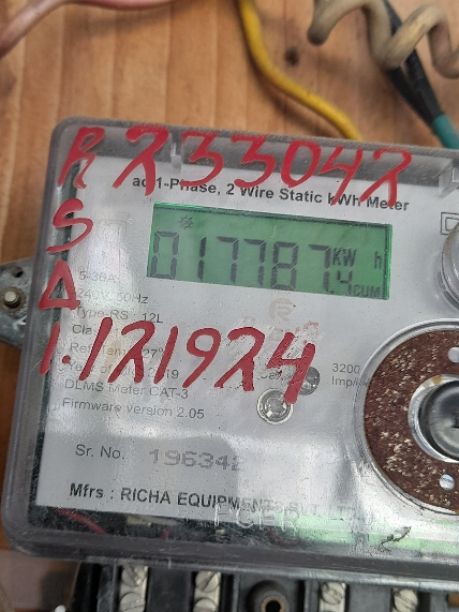 R 233042
S
Δ
1.121924
ac 1-Phase, 2 Wire Static kWh Meter
017787.4 KW h
CUM
5-30A
240V 50Hz
Type-RS : 12L
3200
Imp/
DLMS Meter CAT-3
Firmware version 2.05
Sr. No. 196342
Mfrs : RICHA EQUIPMENTS